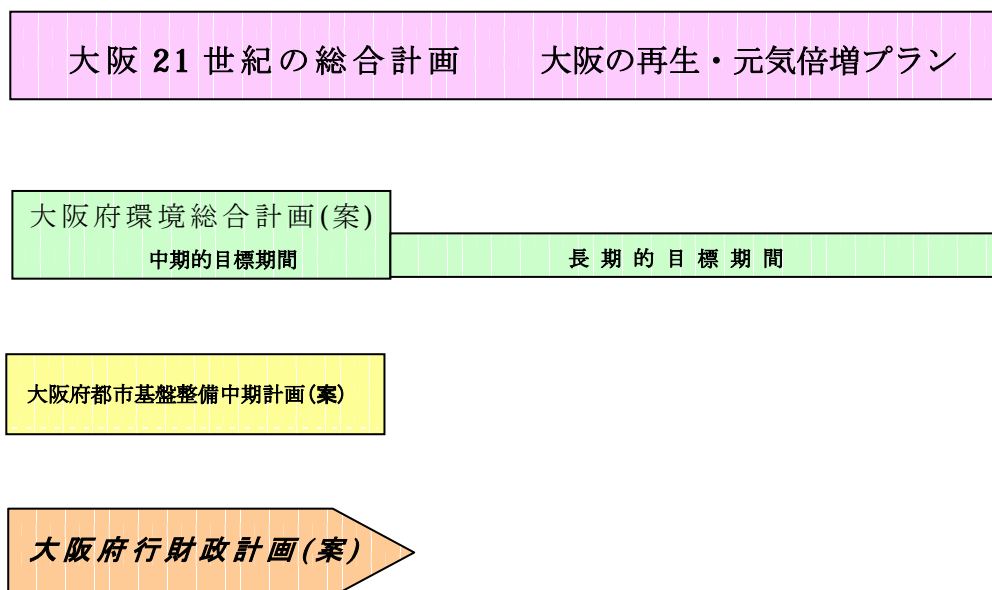 大阪 21 世紀の総合計画　　大阪の再生・元気倍増プラン
大阪府環境総合計画(案)
中期的目標期間
長期的目標期間
大阪府都市基盤整備中期計画(案)
大阪府行財政計画(案)